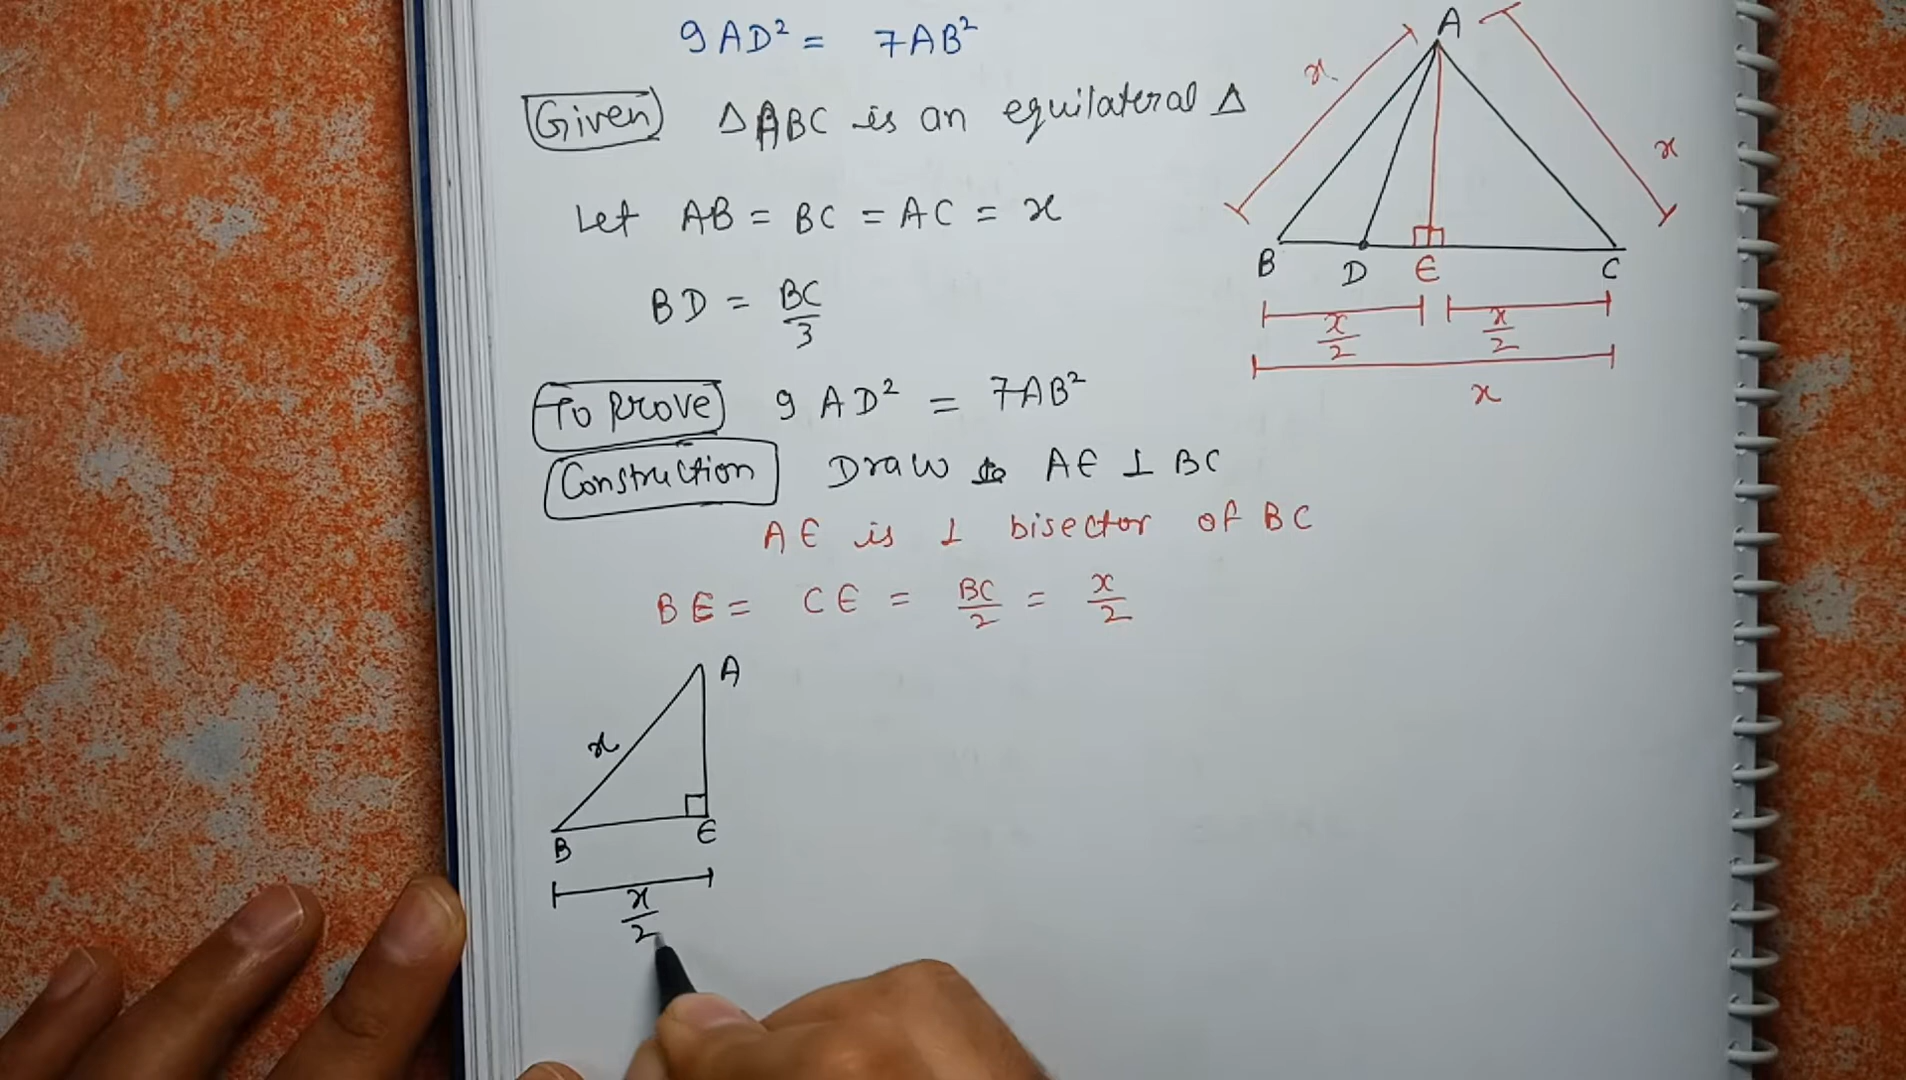 9 AD² = 7AB²
Given △ABC is an equilateral △
Let AB = BC = AC = x
BD = BC/3
To Prove 9 AD² = 7AB²
Construction Draw AE ⊥ BC
AE is ⊥ bisector of BC
BE = CE = BC/2 = x/2
A
x
x
B D E C
x/2 x/2
x
A
x
B E
x/2